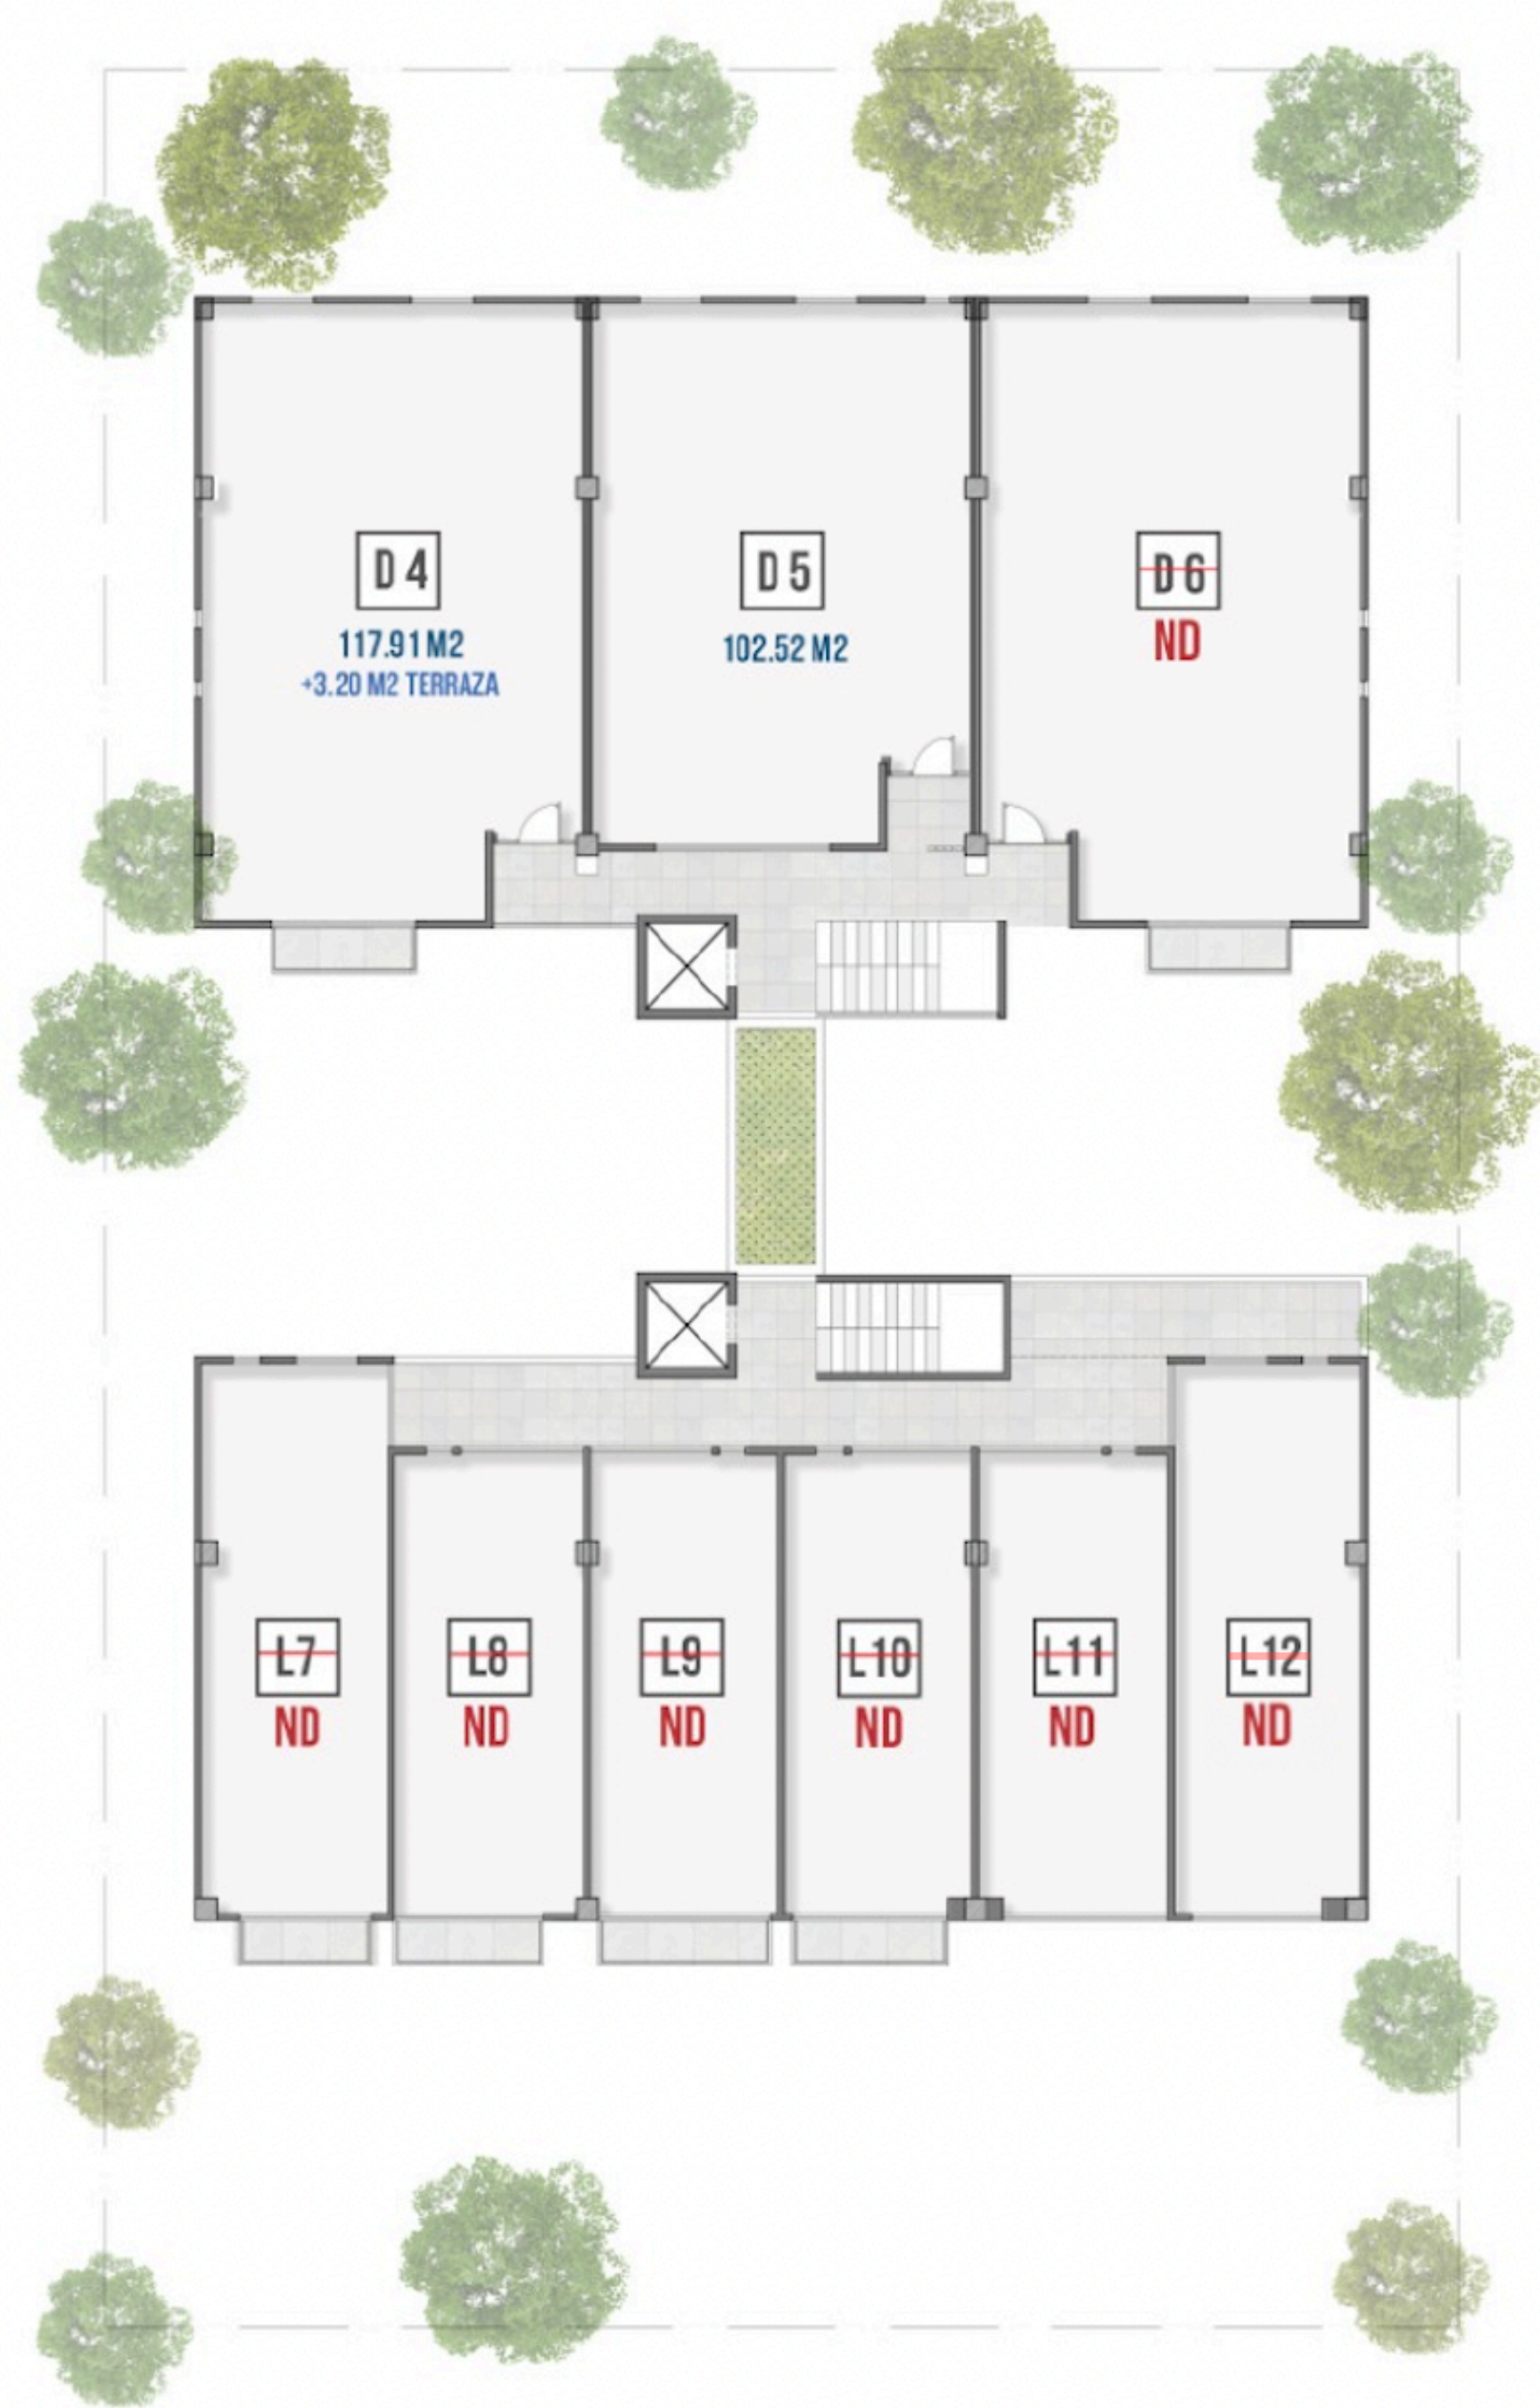 D 4
117.91 M2
+3.20 M2 TERRAZA
D 5
102.52 M2
D 6
ND
L7
ND
L8
ND
L9
ND
L10
ND
L11
ND
L12
ND